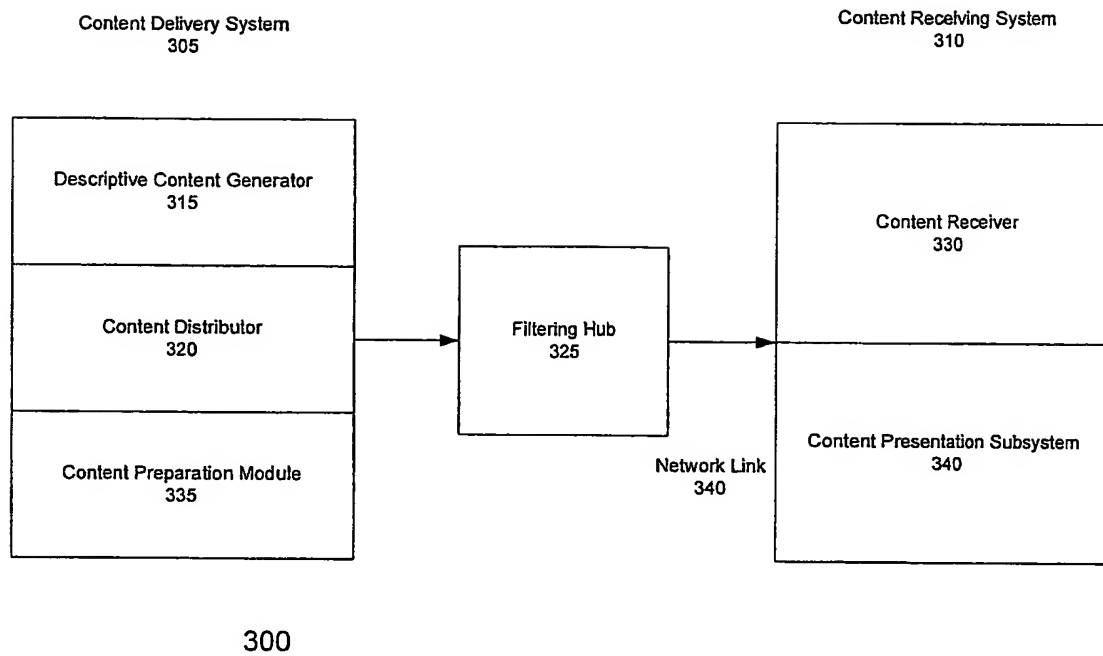 Content Delivery System
305
Content Receiving System
310
Descriptive Content Generator
315
Content Distributor
320
Content Preparation Module
335
Filtering Hub
325
Network Link
340
Content Receiver
330
Content Presentation Subsystem
340
300